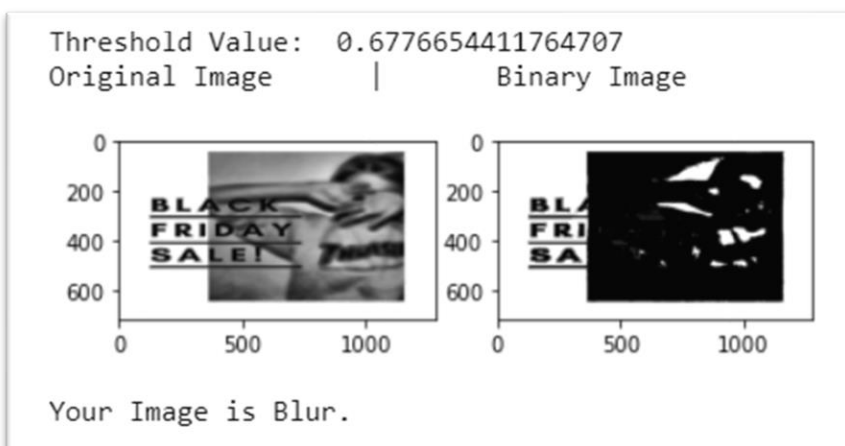 Threshold Value: 0.6776654411764707
Original Image | Binary Image
0
200
400
600
0 500 1000
BLACK
FRIDAY
SALE!
0
200
400
600
0 500 1000
BLA
FRI
SA
Your Image is Blur.